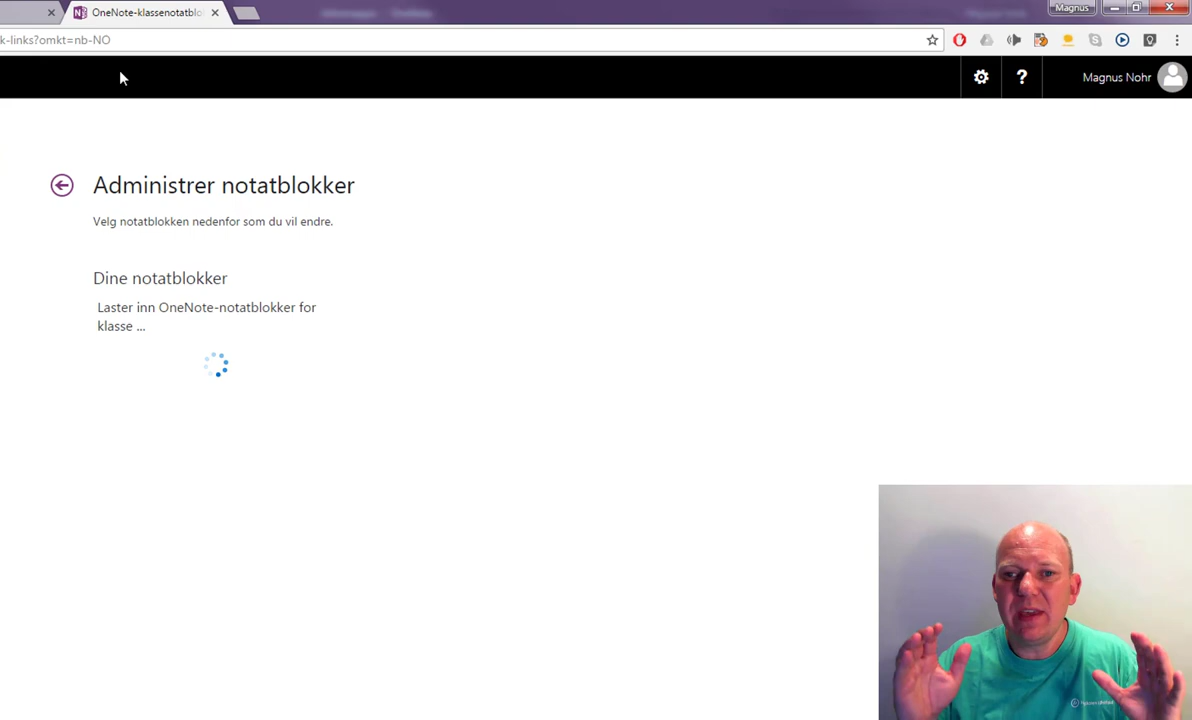 OneNote-klassenotatblo
Magnus
k-links?omkt=nb-NO
? Magnus Nohr
Administrer notatblokker
Velg notatblokken nedenfor som du vil endre.
Dine notatblokker
Laster inn OneNote-notatblokker for
klasse ...